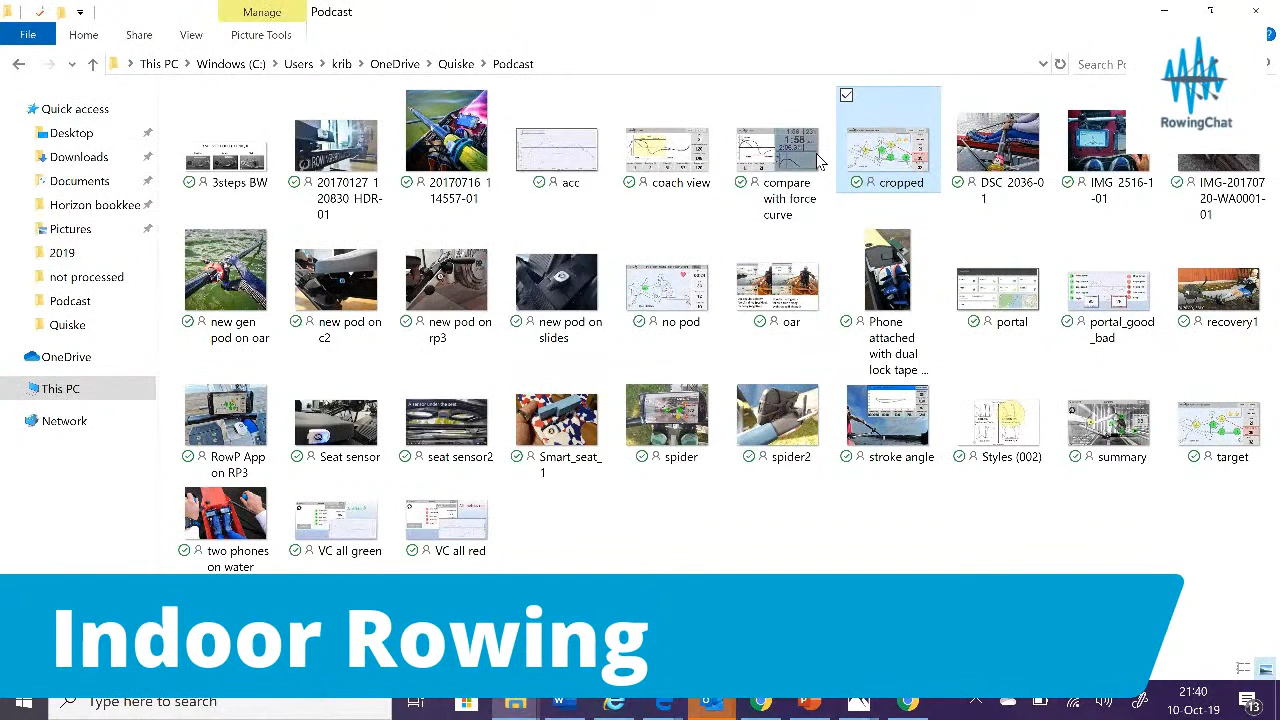 Manage
Podcast
File
Home
Share
View
Picture Tools
This PC
Windows (C:)
Users
krib
OneDrive
Quiske
Podcast
RowingChat
Quick access
Desktop
Downloads
Documents
Horizon bookkee
Pictures
2019
not processed
Podcast
Quiske
OneDrive
This PC
Network
3steps BW
20170127 1
20830 HDR-
01
20170716 1
14557-01
acc
coach view
compare
with force
curve
cropped
DSC 2036-0
1
IMG 2516-1
-01
IMG-201707
20-WA0001-
01
new gen
pod on oar
new pod on
c2
new pod on
rp3
new pod on
slides
no pod
oar
Phone
attached
with dual
lock tape ...
portal
portal_good
_bad
recovery1
RowP App
on RP3
Seat sensor
seat sensor2
Smart_seat_
1
spider
spider2
stroke angle
Styles (002)
summary
target
two phones
on water
VC all green
VC all red
Indoor Rowing
Type here to search
21:40
10-Oct-19